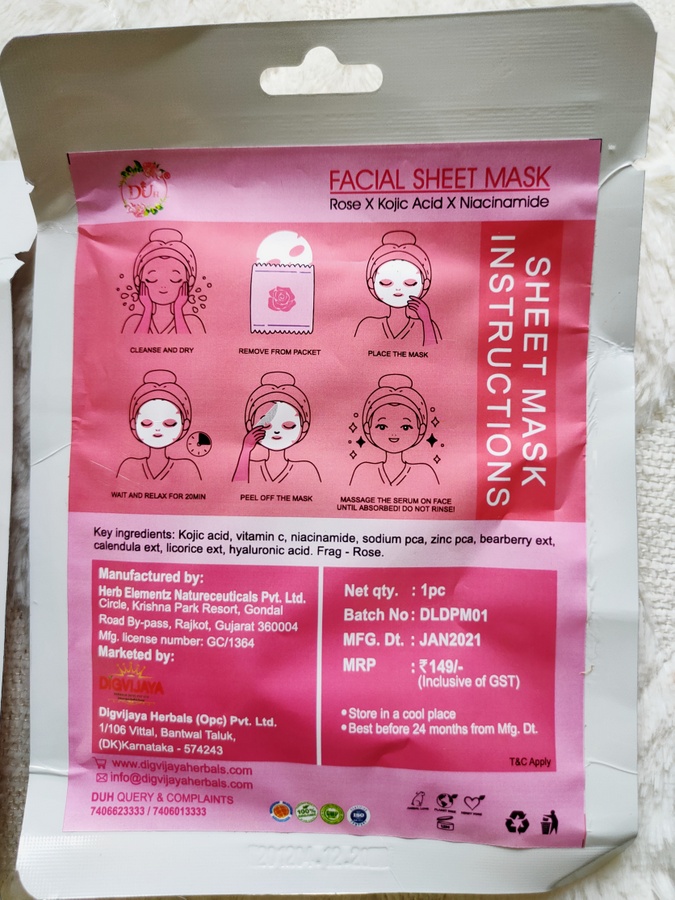 DUH
FACIAL SHEET MASK
Rose X Kojic Acid X Niacinamide
SHEET MASK
INSTRUCTIONS
CLEANSE AND DRY
REMOVE FROM PACKET
PLACE THE MASK
WAIT AND RELAX FOR 20MIN
PEEL OFF THE MASK
MASSAGE THE SERUM ON FACE
UNTIL ABSORBED! DO NOT RINSE!
Key ingredients: Kojic acid, vitamin c, niacinamide, sodium pca, zinc pca, bearberry ext,
calendula ext, licorice ext, hyaluronic acid. Frag - Rose.
Manufactured by:
Herb Elementz Natureceuticals Pvt. Ltd.
Circle, Krishna Park Resort, Gondal
Road By-pass, Rajkot, Gujarat 360004
Mfg. license number: GC/1364
Marketed by:
DIGVIJAYA
Digvijaya Herbals (Opc) Pvt. Ltd.
1/106 Vittal, Bantwal Taluk,
(DK)Karnataka - 574243
Net qty. : 1pc
Batch No : DLDPM01
MFG. Dt. : JAN2021
MRP : ₹149/-
(Inclusive of GST)
•Store in a cool place
•Best before 24 months from Mfg. Dt.
T&C Apply
www.digvijayaherbals.com
info@digvijayaherbals.com
DUH QUERY & COMPLAINTS
7406623333 / 7406013333
100%
ISO